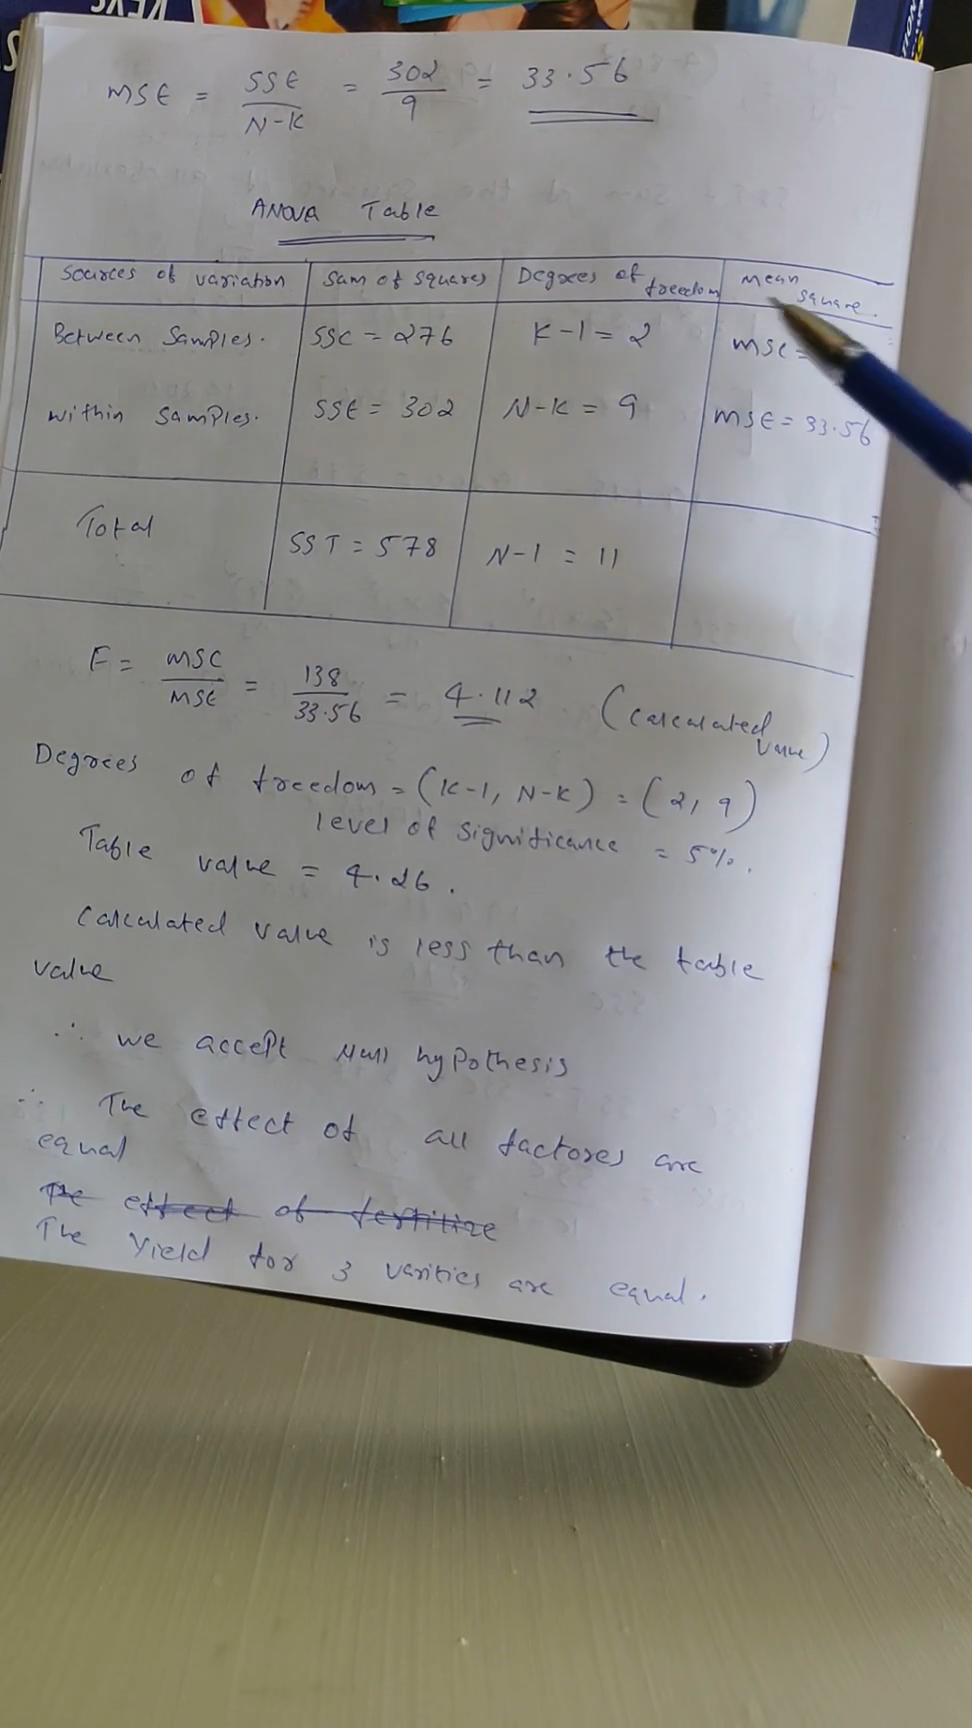 MSE = SSE / N-K = 302 / 9 = 33.56
ANOVA Table
Sources of variation | Sum of squares | Degrees of freedom | Mean square.
Between Samples. | SSC = 276 | K-1 = 2 | MSC =
within samples. | SSE = 302 | N-K = 9 | MSE = 33.56
Total | SST = 578 | N-1 = 11
F = MSC / MSE = 138 / 33.56 = 4.112 (calculated value)
Degrees of freedom = (K-1, N-K) = (2, 9)
level of significance = 5%.
Table value = 4.26.
Calculated value is less than the table
value
∴ we accept Null hypothesis
∴ The effect of all factores are
equal
The effect of fertilize
The Yield for 3 varities are equal.